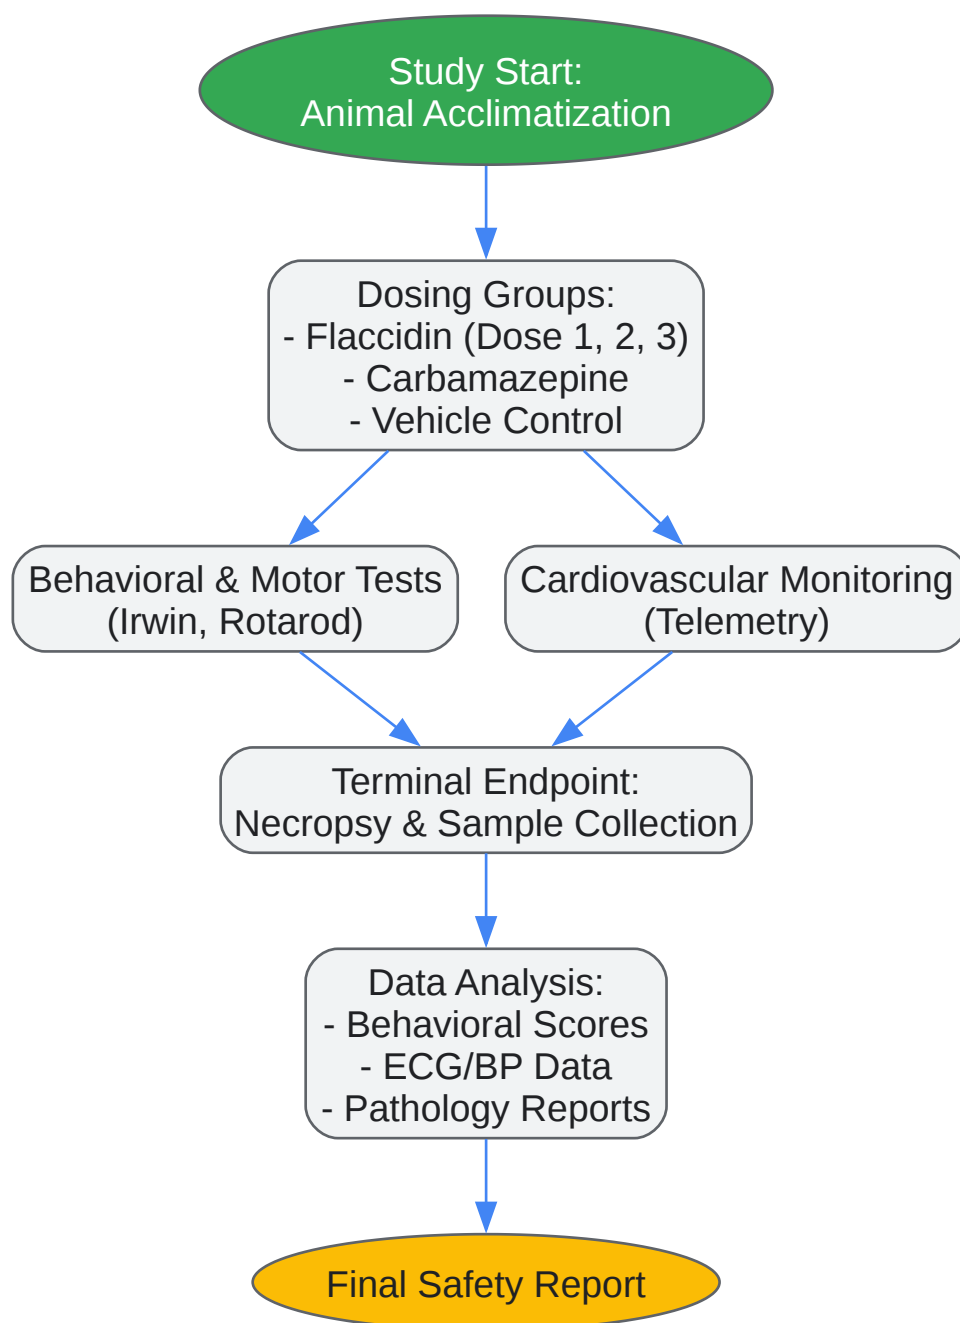 Study Start:
Animal Acclimatization
Dosing Groups:
- Flaccidin (Dose 1, 2, 3)
- Carbamazepine
- Vehicle Control
Behavioral & Motor Tests
(Irwin, Rotarod)
Cardiovascular Monitoring
(Telemetry)
Terminal Endpoint:
Necropsy & Sample Collection
Data Analysis:
- Behavioral Scores
- ECG/BP Data
- Pathology Reports
Final Safety Report